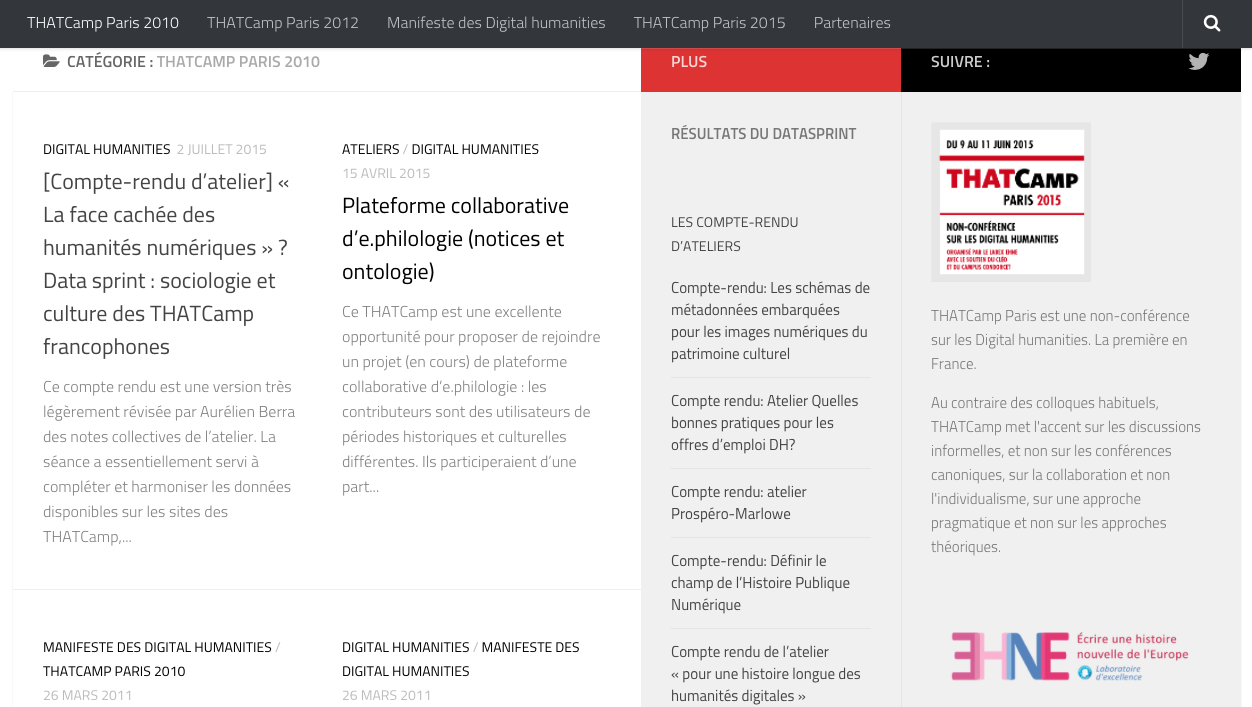 THATCamp Paris 2010 THATCamp Paris 2012 Manifeste des Digital humanities THATCamp Paris 2015 Partenaires
CATÉGORIE : THATCAMP PARIS 2010
DIGITAL HUMANITIES 2 JUILLET 2015
[Compte-rendu d’atelier] «
La face cachée des
humanités numériques » ?
Data sprint : sociologie et
culture des THATCamp
francophones
Ce compte rendu est une version très
légèrement révisée par Aurélien Berra
des notes collectives de l’atelier. La
séance a essentiellement servi à
compléter et harmoniser les données
disponibles sur les sites des
THATCamp,...
ATELIERS / DIGITAL HUMANITIES
15 AVRIL 2015
Plateforme collaborative
d’e.philologie (notices et
ontologie)
Ce THATCamp est une excellente
opportunité pour proposer de rejoindre
un projet (en cours) de plateforme
collaborative d’e.philologie : les
contributeurs sont des utilisateurs de
périodes historiques et culturelles
différentes. Ils participeraient d’une
part...
MANIFESTE DES DIGITAL HUMANITIES /
THATCAMP PARIS 2010
26 MARS 2011
DIGITAL HUMANITIES / MANIFESTE DES
DIGITAL HUMANITIES
26 MARS 2011
PLUS
RÉSULTATS DU DATASPRINT
LES COMPTE-RENDU
D’ATELIERS
Compte-rendu: Les schémas de
métadonnées embarquées
pour les images numériques du
patrimoine culturel
Compte rendu: Atelier Quelles
bonnes pratiques pour les
offres d’emploi DH?
Compte rendu: atelier
Prospéro-Marlowe
Compte-rendu: Définir le
champ de l’Histoire Publique
Numérique
Compte rendu de l’atelier
« pour une histoire longue des
humanités digitales »
SUIVRE :
DU 9 AU 11 JUIN 2015
THATCAMP
PARIS 2015
NON-CONFÉRENCE
SUR LES DIGITAL HUMANITIES
ORGANISÉ PAR LE LABEX EHNE
AVEC LE SOUTIEN DU CLÉO
ET DU CAMPUS CONDORCET
THATCamp Paris est une non-conférence
sur les Digital humanities. La première en
France.
Au contraire des colloques habituels,
THATCamp met l'accent sur les discussions
informelles, et non sur les conférences
canoniques, sur la collaboration et non
l'individualisme, sur une approche
pragmatique et non sur les approches
théoriques.
EHNE
Écrire une histoire
nouvelle de l'Europe
Laboratoire
d'excellence